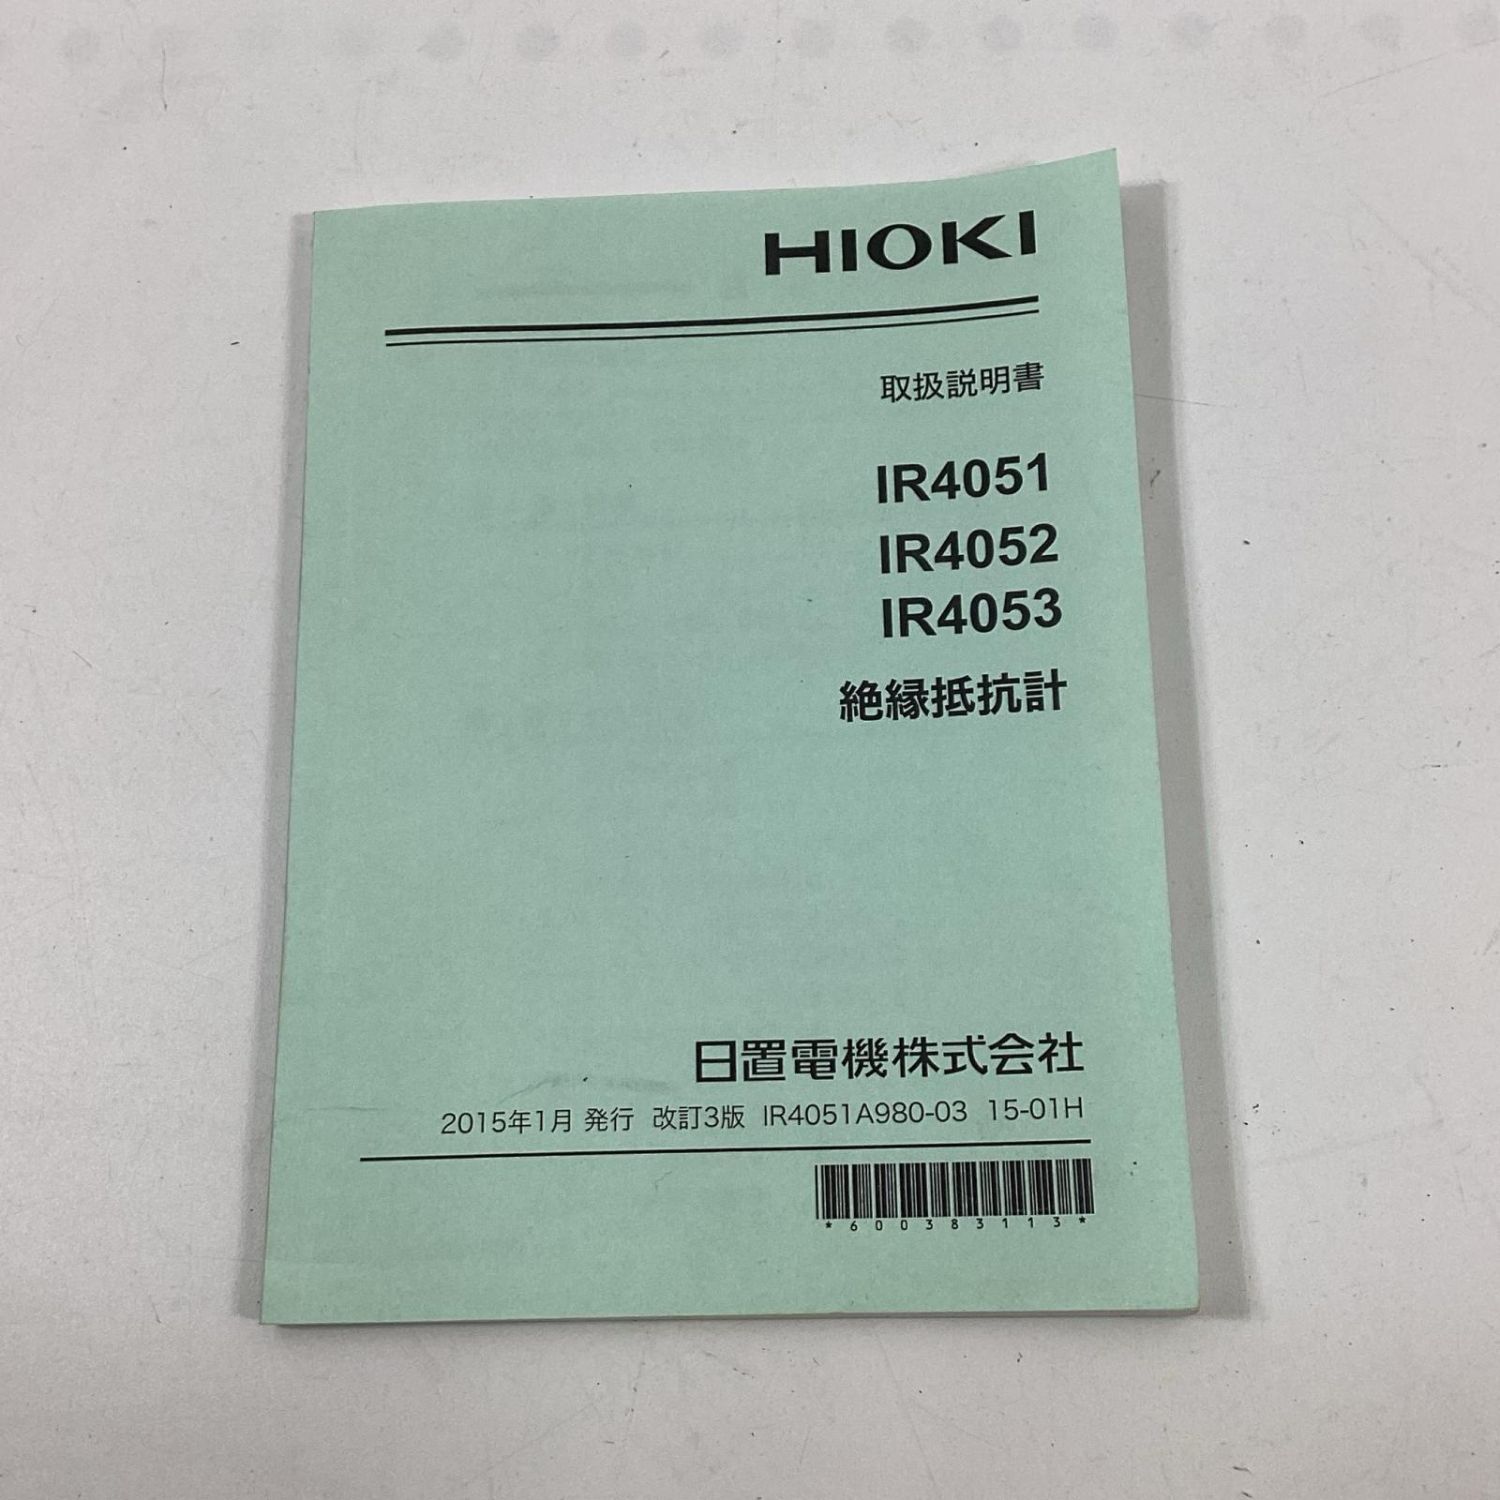 HIOKI
取扱説明書
IR4051
IR4052
IR4053
絶縁抵抗計
日置電機株式会社
2015年1月 発行 改訂3版 IR4051A980-03 15-01H
*600383113*